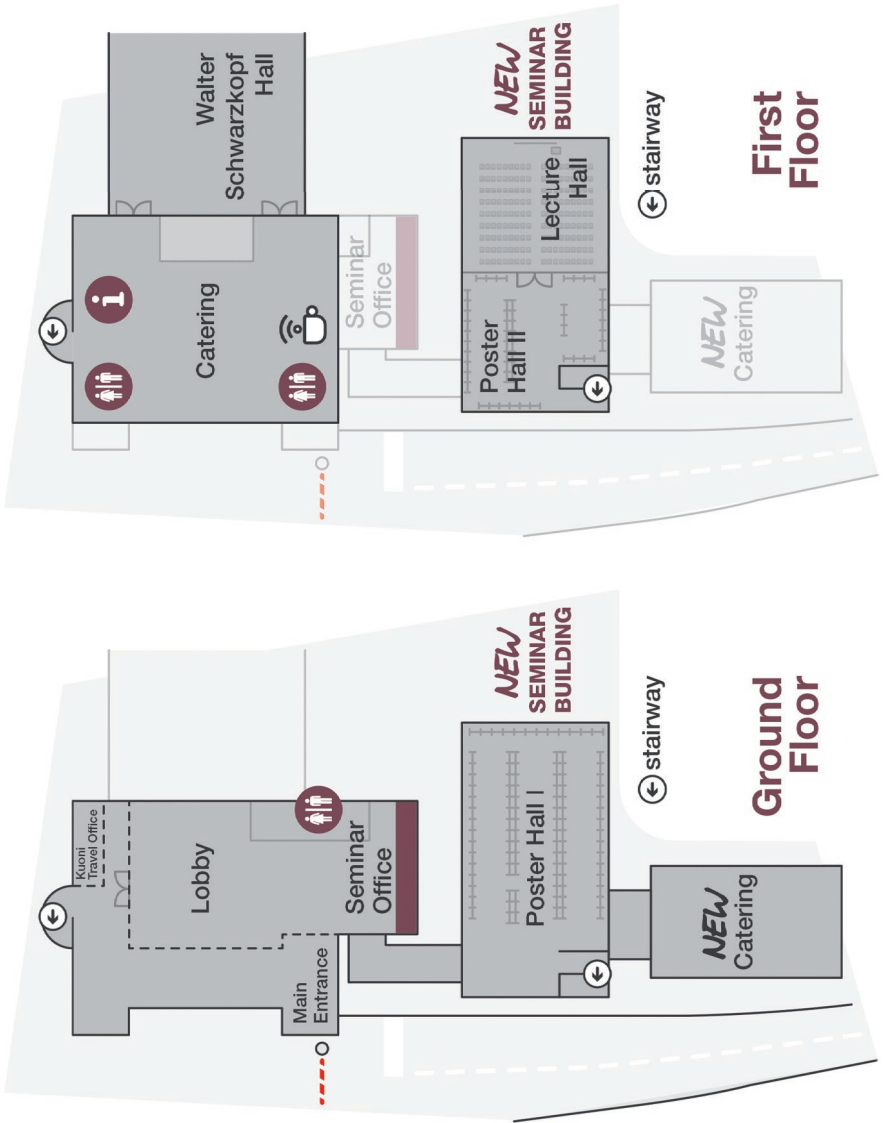 First
Floor
Walter
Schwarzkopf
Hall
Catering
Seminar
Office
NEW
SEMINAR
BUILDING
Lecture
Hall
Poster
Hall II
stairway
NEW
Catering
Ground
Floor
Kuoni
Travel Office
Lobby
Main
Entrance
Seminar
Office
NEW
SEMINAR
BUILDING
Poster Hall I
stairway
NEW
Catering